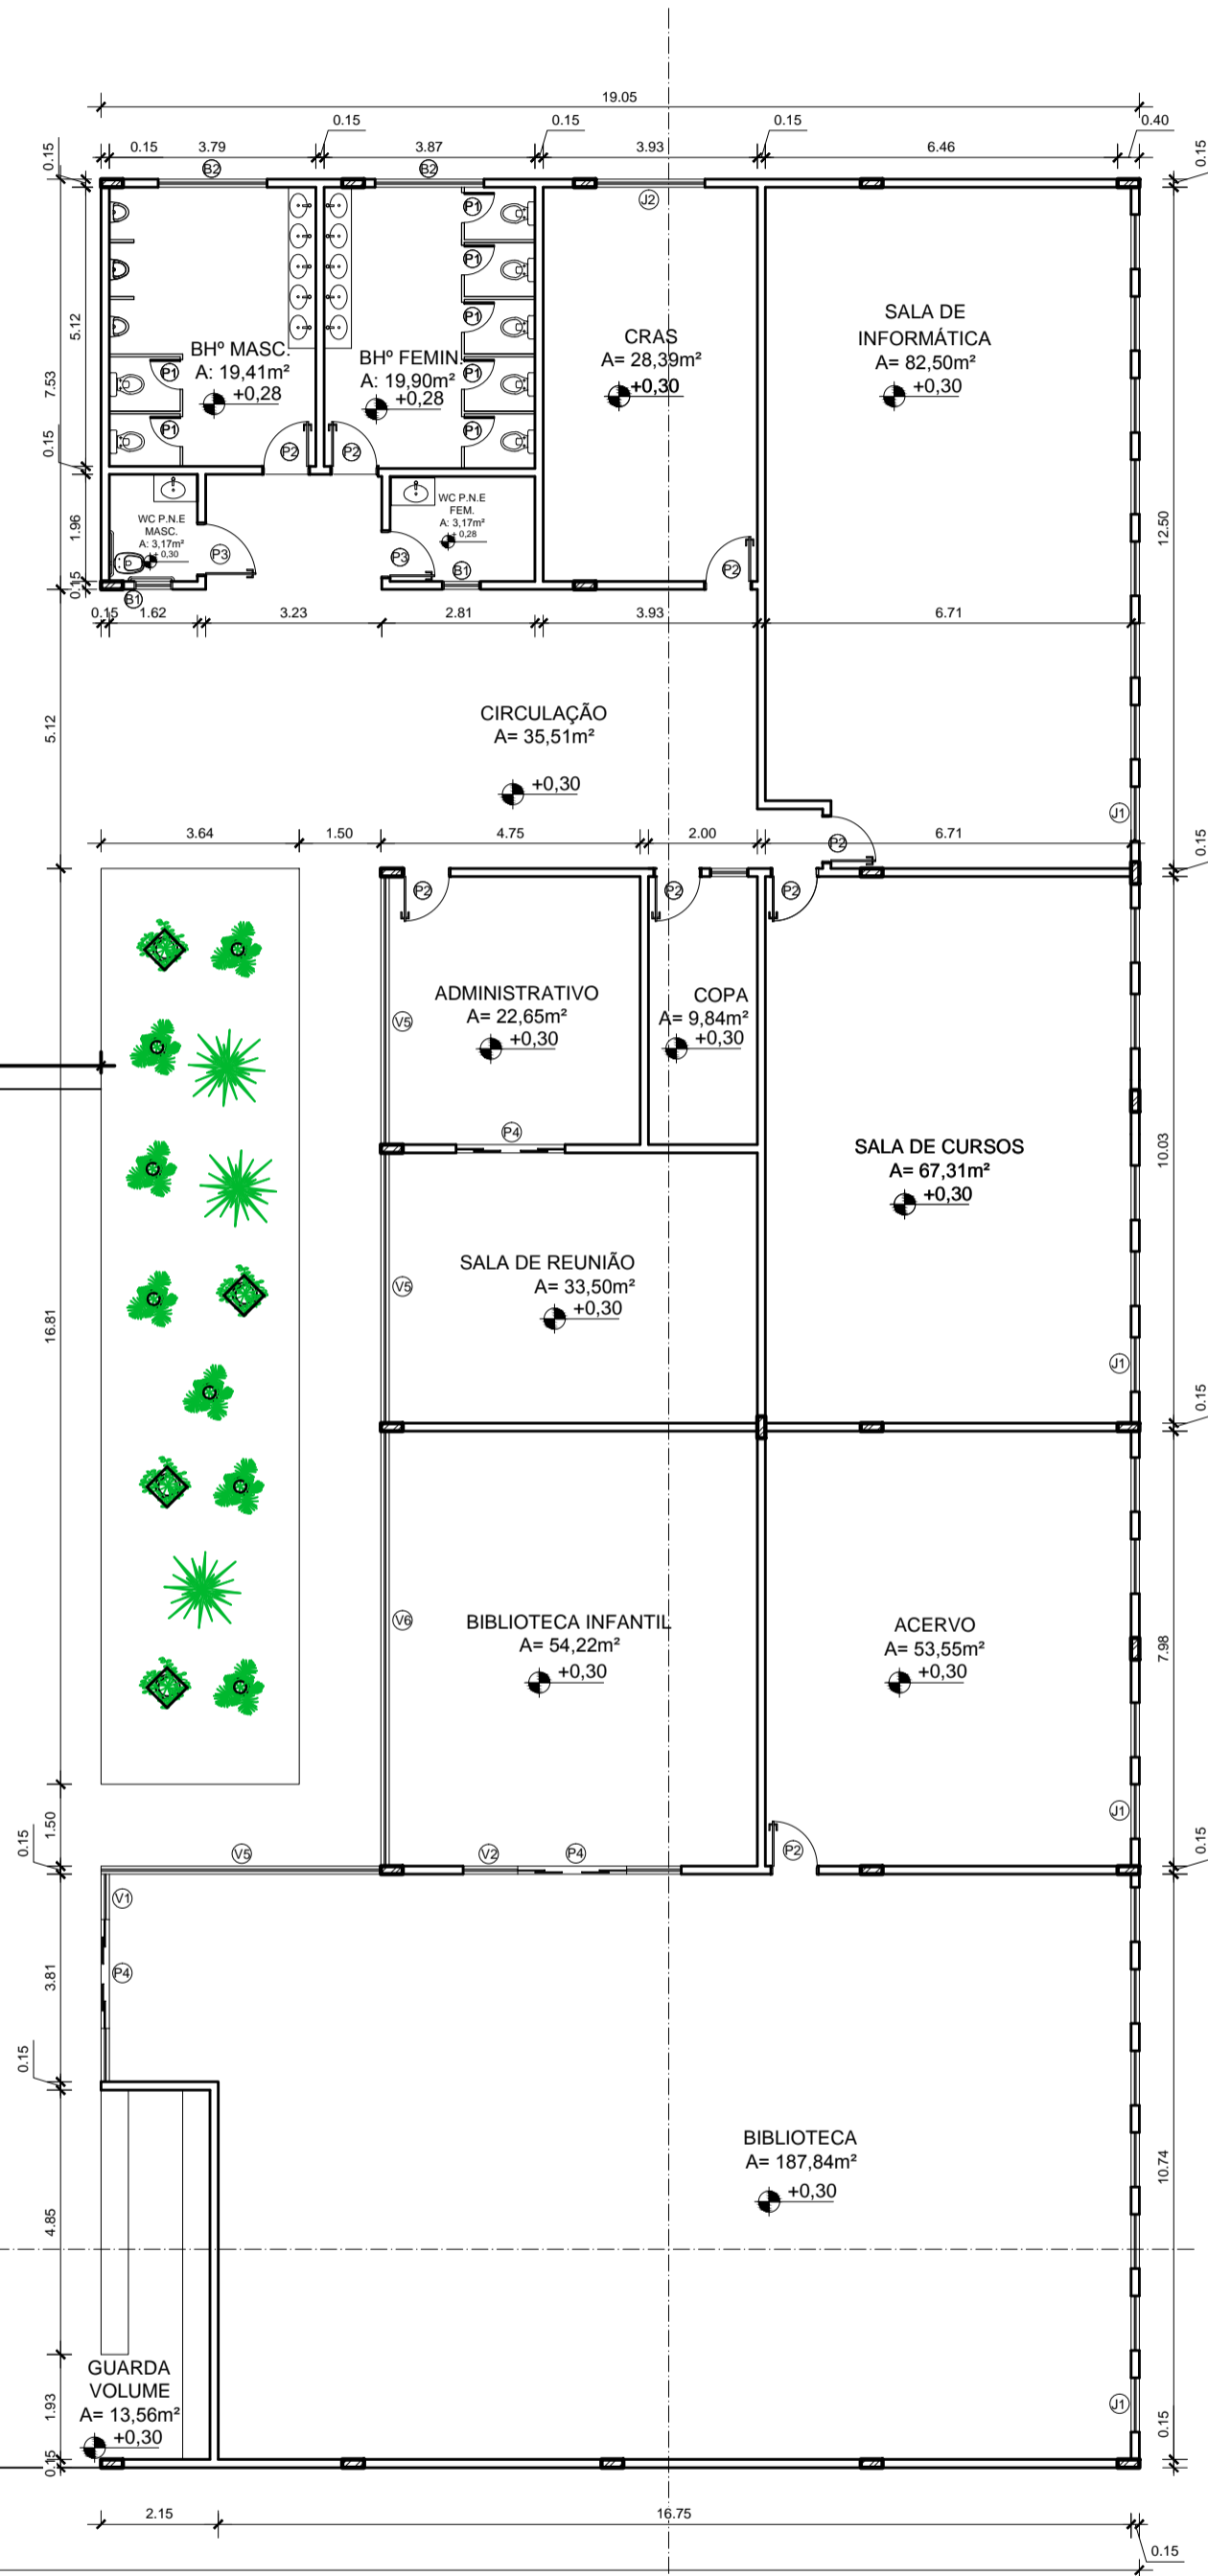 19.05
0.15
0.15
0.15
0.40
0.15
0.15
3.79
3.87
3.93
6.46
0.15
B2
B2
J2
P1
P1
P1
P1
P1
P1
P1
5.12
7.53
0.15
1.96
0.15
BHº MASC.
A: 19,41m²
+0,28
BHº FEMIN.
A: 19,90m²
+0,28
CRAS
A= 28,39m²
+0,30
SALA DE
INFORMÁTICA
A= 82,50m²
+0,30
P2
P2
WC P.N.E
MASC.
A: 3,17m²
+ 0,30
WC P.N.E
FEM.
A: 3,17m²
+ 0,28
P3
P3
P2
B1
B1
12.50
0.15
1.62
3.23
2.81
3.93
6.71
5.12
CIRCULAÇÃO
A= 35,51m²
+0,30
J1
3.64
1.50
4.75
2.00
6.71
P2
0.15
P2
P2
P2
ADMINISTRATIVO
A= 22,65m²
+0,30
COPA
A= 9,84m²
+0,30
V5
P4
SALA DE CURSOS
A= 67,31m²
+0,30
10.03
SALA DE REUNIÃO
A= 33,50m²
+0,30
V5
16.81
J1
0.15
V6
BIBLIOTECA INFANTIL
A= 54,22m²
+0,30
ACERVO
A= 53,55m²
+0,30
7.98
J1
1.50
0.15
V5
V2
P4
P2
0.15
V1
P4
3.81
0.15
BIBLIOTECA
A= 187,84m²
+0,30
10.74
4.85
GUARDA
VOLUME
A= 13,56m²
+0,30
J1
1.93
0.15
0.15
2.15
16.75
0.15